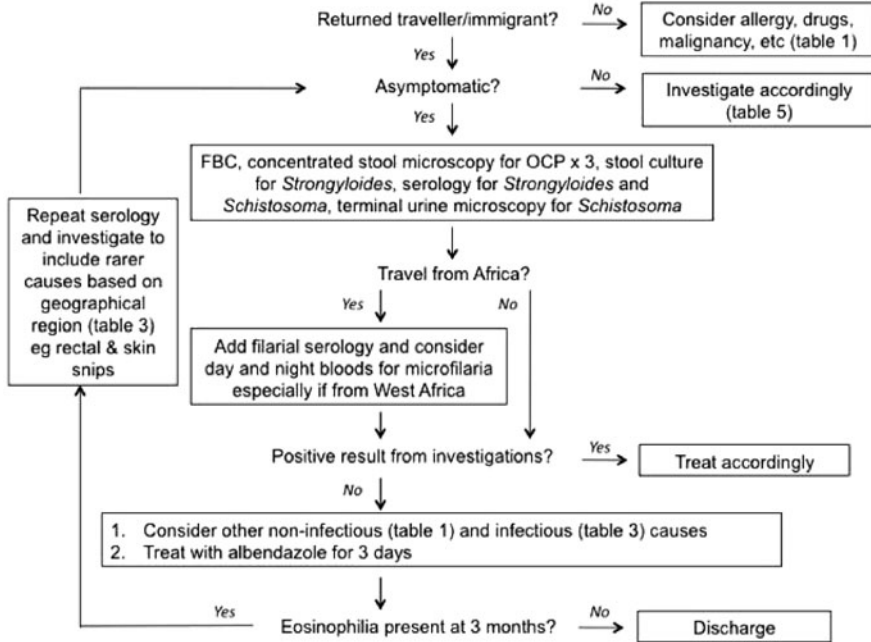 Returned traveller/immigrant?
No
Consider allergy, drugs,
malignancy, etc (table 1)
Yes
Asymptomatic?
No
Investigate accordingly
(table 5)
Yes
FBC, concentrated stool microscopy for OCP x 3, stool culture
for Strongyloides, serology for Strongyloides and
Schistosoma, terminal urine microscopy for Schistosoma
Repeat serology
and investigate to
include rarer
causes based on
geographical
region (table 3)
eg rectal & skin
snips
Travel from Africa?
Yes
No
Add filarial serology and consider
day and night bloods for microfilaria
especially if from West Africa
Positive result from investigations?
Yes
Treat accordingly
No
1. Consider other non-infectious (table 1) and infectious (table 3) causes
2. Treat with albendazole for 3 days
Yes
Eosinophilia present at 3 months?
No
Discharge